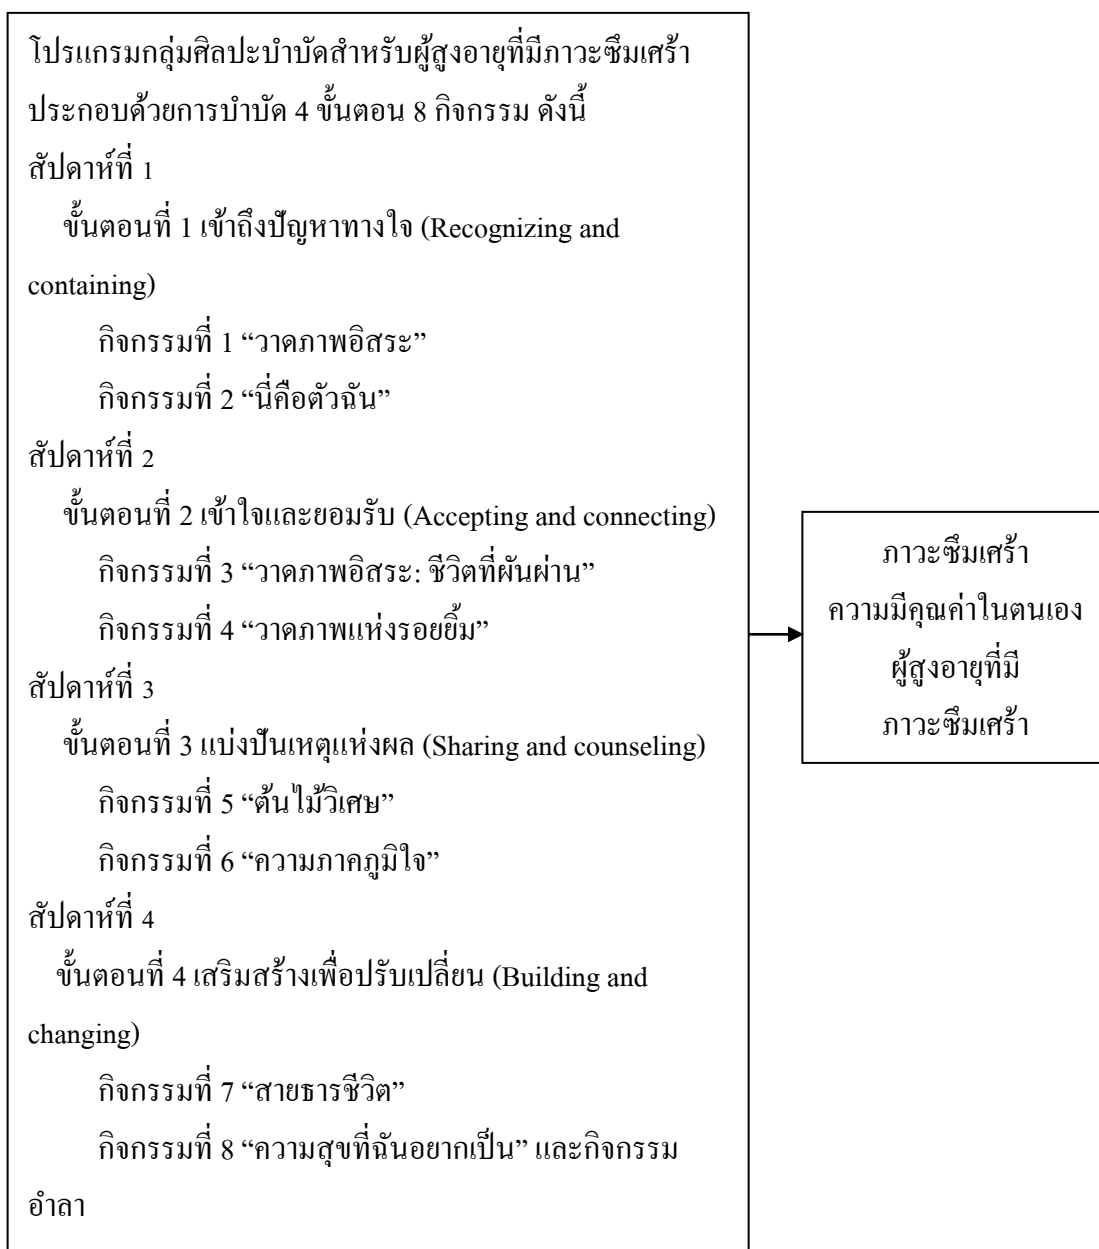 โปรแกรมกลุ่มศิลปะบำบัดสำหรับผู้สูงอายุที่มีภาวะซึมเศร้า
ประกอบด้วยการบำบัด 4 ขั้นตอน 8 กิจกรรม ดังนี้
สัปดาห์ที่ 1
ขั้นตอนที่ 1 เข้าถึงปัญหาทางใจ (Recognizing and
containing)
กิจกรรมที่ 1 “วาดภาพอิสระ”
กิจกรรมที่ 2 “นี่คือตัวฉัน”
สัปดาห์ที่ 2
ขั้นตอนที่ 2 เข้าใจและยอมรับ (Accepting and connecting)
กิจกรรมที่ 3 “วาดภาพอิสระ: ชีวิตที่ผันผ่าน”
กิจกรรมที่ 4 “วาดภาพแห่งรอยยิ้ม”
สัปดาห์ที่ 3
ขั้นตอนที่ 3 แบ่งปันเหตุแห่งผล (Sharing and counseling)
กิจกรรมที่ 5 “ต้นไม้วิเศษ”
กิจกรรมที่ 6 “ความภาคภูมิใจ”
สัปดาห์ที่ 4
ขั้นตอนที่ 4 เสริมสร้างเพื่อปรับเปลี่ยน (Building and
changing)
กิจกรรมที่ 7 “สายธารชีวิต”
กิจกรรมที่ 8 “ความสุขที่ฉันอยากเป็น” และกิจกรรม
อำลา
ภาวะซึมเศร้า
ความมีคุณค่าในตนเอง
ผู้สูงอายุที่มี
ภาวะซึมเศร้า